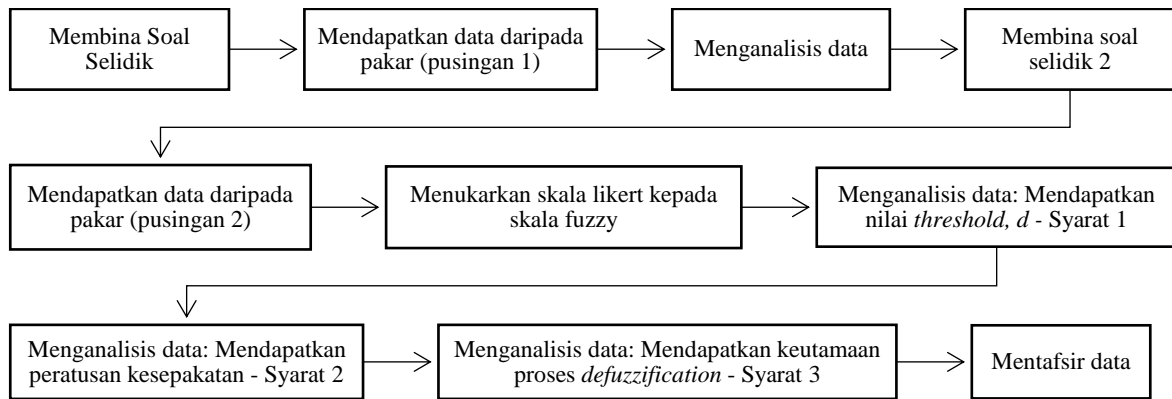 Membina Soal
Selidik
Mendapatkan data daripada
pakar (pusingan 1)
Menganalisis data
Membina soal
selidik 2
Mendapatkan data daripada
pakar (pusingan 2)
Menukarkan skala likert kepada
skala fuzzy
Menganalisis data: Mendapatkan
nilai threshold, d - Syarat 1
Menganalisis data: Mendapatkan
peratusan kesepakatan - Syarat 2
Menganalisis data: Mendapatkan keutamaan
proses defuzzification - Syarat 3
Mentafsir data